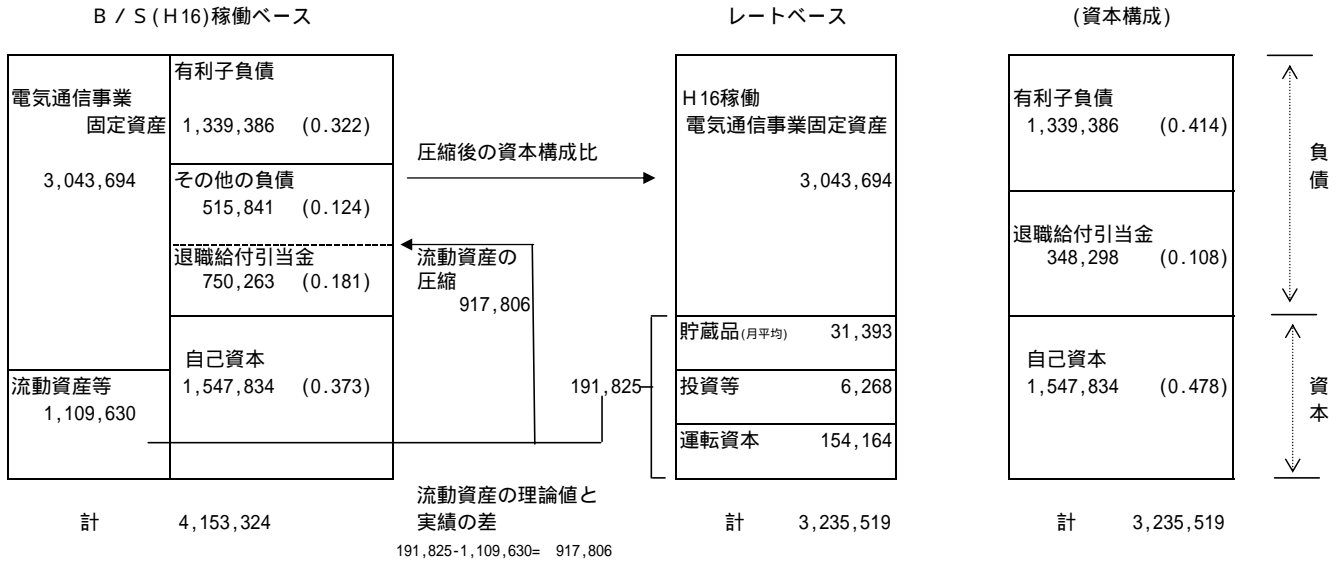 B / S(H16)稼働ベース
電気通信事業
固定資産
3,043,694
流動資産等
1,109,630
有利子負債
1,339,386 (0.322)
その他の負債
515,841 (0.124)
退職給付引当金
750,263 (0.181)
自己資本
1,547,834 (0.373)
計 4,153,324
圧縮後の資本構成比
流動資産の
圧縮
917,806
191,825
流動資産の理論値と
実績の差
191,825-1,109,630= 917,806
レートベース
H16稼働
電気通信事業固定資産
3,043,694
貯蔵品(月平均) 31,393
投資等 6,268
運転資本 154,164
計 3,235,519
(資本構成)
有利子負債
1,339,386 (0.414)
退職給付引当金
348,298 (0.108)
自己資本
1,547,834 (0.478)
計 3,235,519
負債
資本